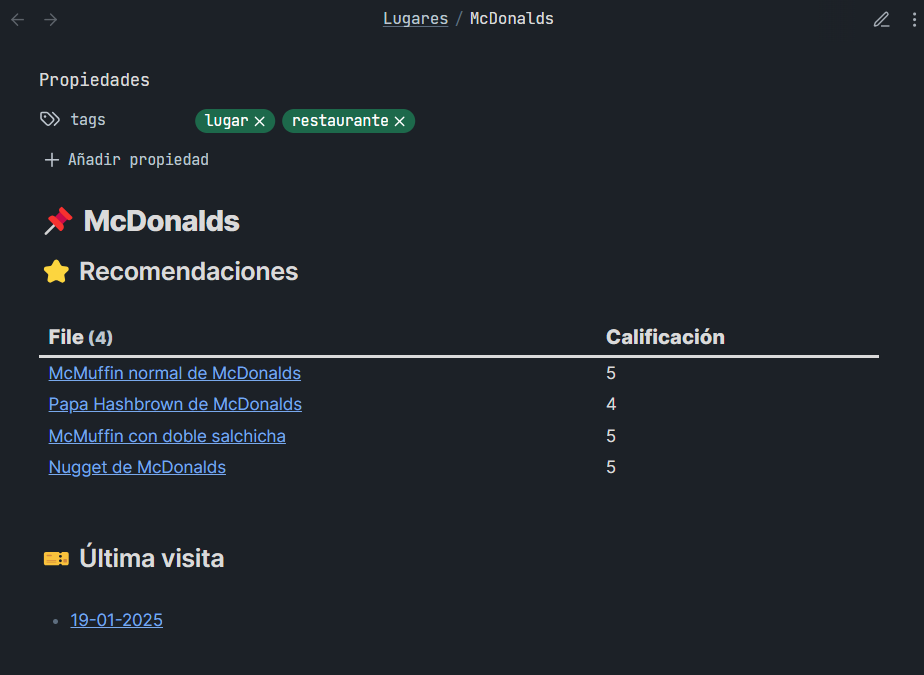 Lugares / McDonalds
Propiedades
tags lugar restaurante
Añadir propiedad
McDonalds
Recomendaciones
File (4) Calificación
McMuffin normal de McDonalds 5
Papa Hashbrown de McDonalds 4
McMuffin con doble salchicha 5
Nugget de McDonalds 5
Última visita
19-01-2025